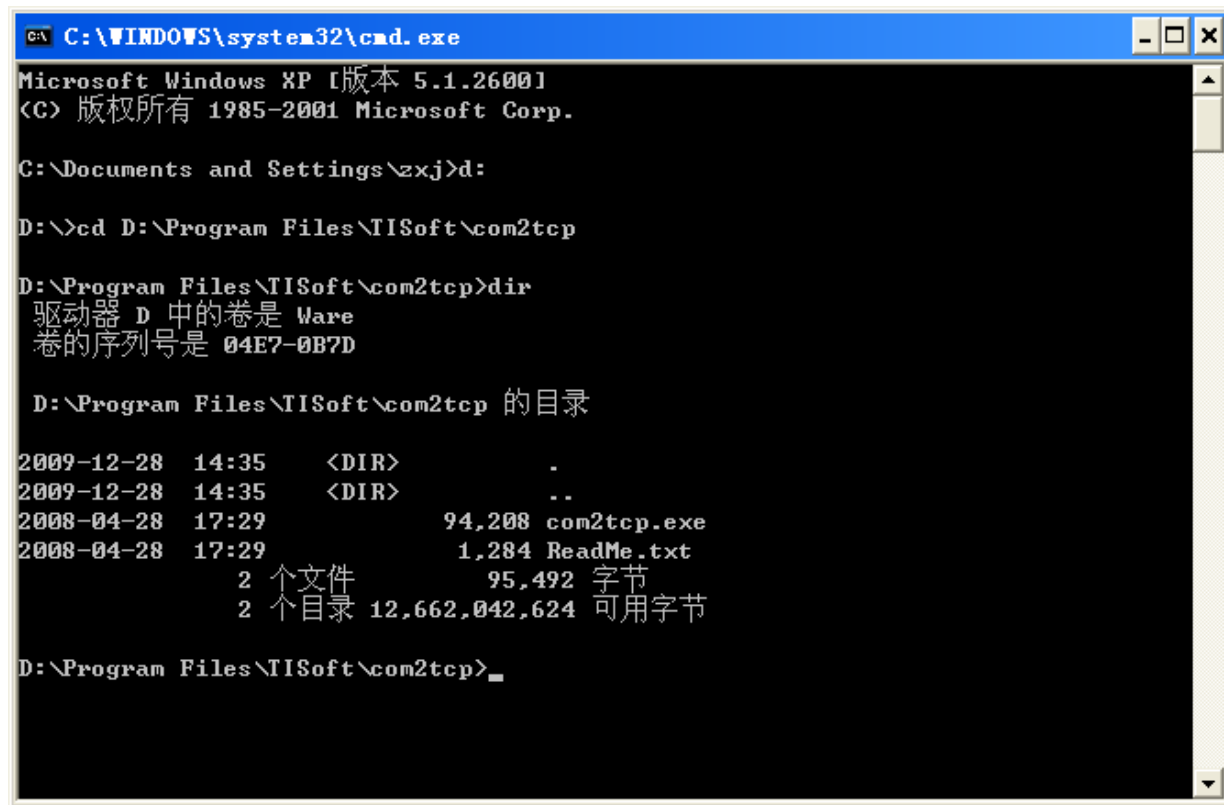 C:\WINDOWS\system32\cmd.exe
Microsoft Windows XP [版本 5.1.2600]
(C) 版权所有 1985-2001 Microsoft Corp.
C:\Documents and Settings\zxj>d:
D:\>cd D:\Program Files\TISoft\com2tcp
D:\Program Files\TISoft\com2tcp>dir
驱动器 D 中的卷是 Ware
卷的序列号是 04E7-0B7D
D:\Program Files\TISoft\com2tcp 的目录
2009-12-28  14:35    <DIR>          .
2009-12-28  14:35    <DIR>          ..
2008-04-28  17:29            94,208 com2tcp.exe
2008-04-28  17:29             1,284 ReadMe.txt
2 个文件         95,492 字节
2 个目录 12,662,042,624 可用字节
D:\Program Files\TISoft\com2tcp>_